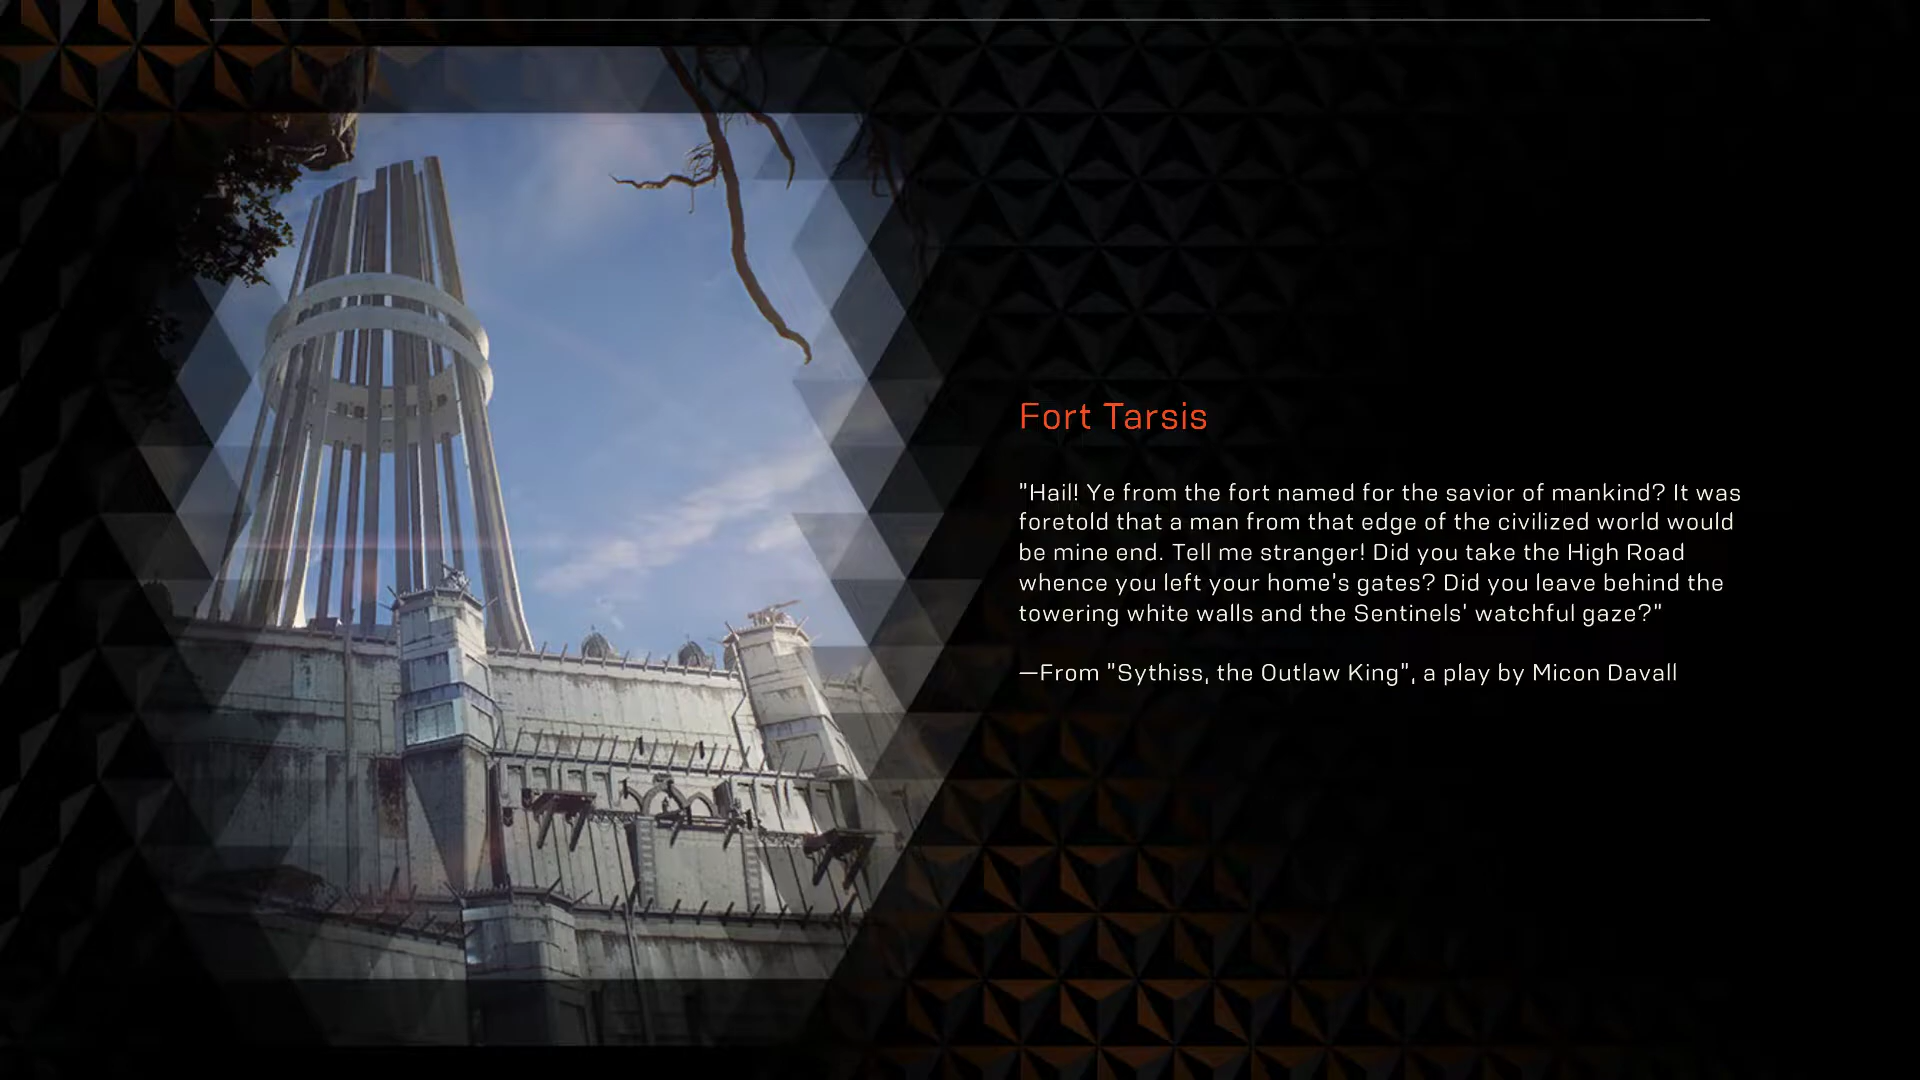 Fort Tarsis
"Hail! Ye from the fort named for the savior of mankind? It was
foretold that a man from that edge of the civilized world would
be mine end. Tell me stranger! Did you take the High Road
whence you left your home's gates? Did you leave behind the
towering white walls and the Sentinels' watchful gaze?"
—From "Sythiss, the Outlaw King", a play by Micon Davall